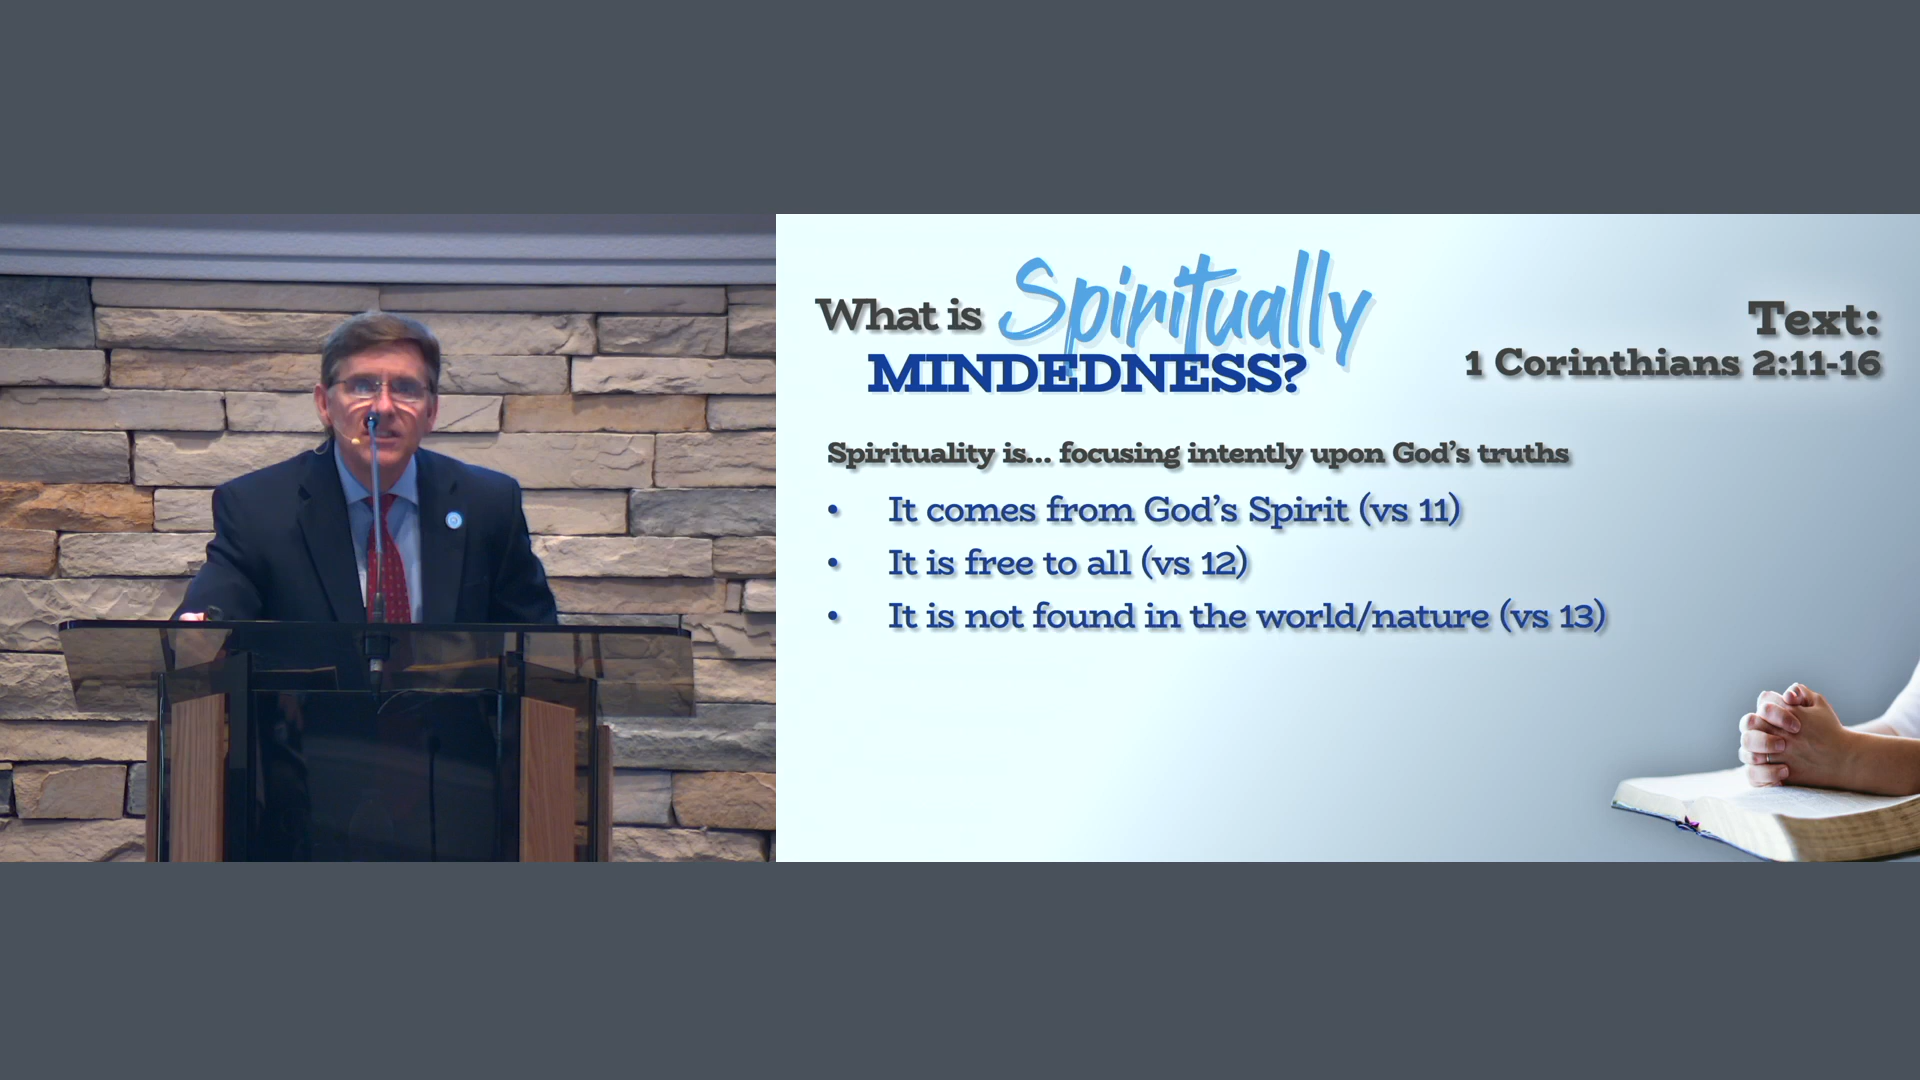 What is Spiritually
MINDEDNESS?
Text:
1 Corinthians 2:11-16
Spirituality is... focusing intently upon God's truths
• It comes from God's Spirit (vs 11)
• It is free to all (vs 12)
• It is not found in the world/nature (vs 13)